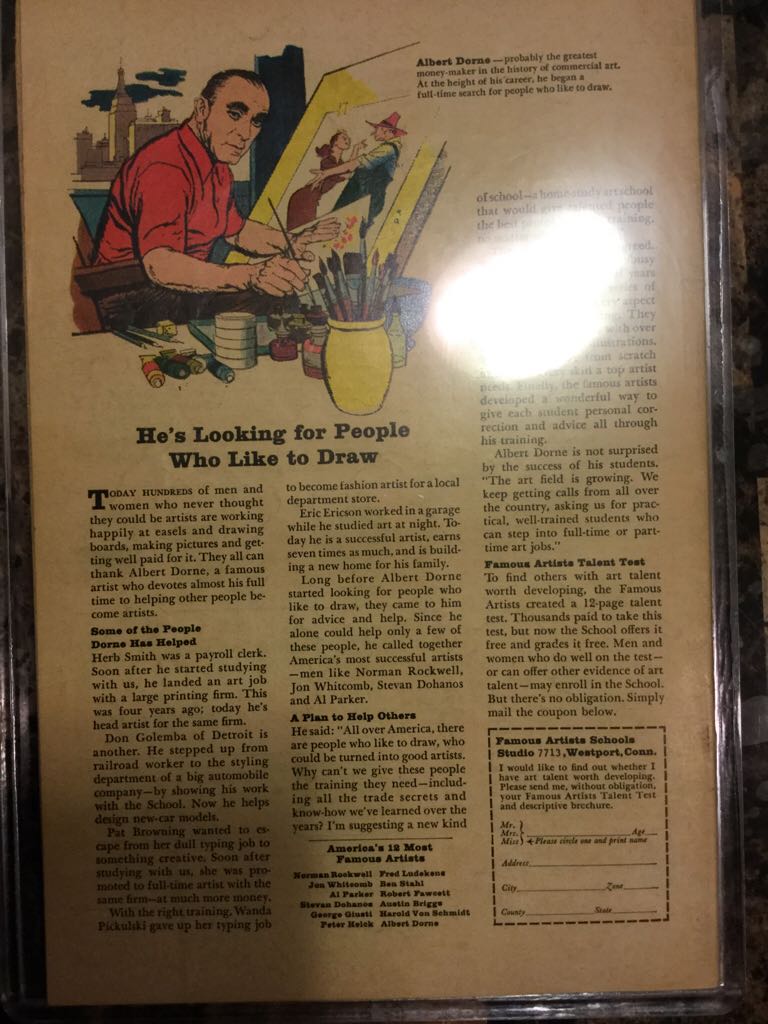 Albert Dorne—probably the greatest
money-maker in the history of commercial art.
At the height of his career, he began a
full-time search for people who like to draw.
He's Looking for People
Who Like to Draw
TODAY HUNDREDS of men and
women who never thought
they could be artists are working
happily at easels and drawing
boards, making pictures and get-
ting well paid for it. They all can
thank Albert Dorne, a famous
artist who devotes almost his full
time to helping other people be-
come artists.
Some of the People
Dorne Has Helped
Herb Smith was a payroll clerk.
Soon after he started studying
with us, he landed an art job
with a large printing firm. This
was four years ago; today he's
head artist for the same firm.
Don Golemba of Detroit is
another. He stepped up from
railroad worker to the styling
department of a big automobile
company—by showing his work
with the School. Now he helps
design new-car models.
Pat Browning wanted to es-
cape from her dull typing job to
something creative. Soon after
studying with us, she was pro-
moted to full-time artist with the
same firm—at much more money.
With the right training, Wanda
Pickulski gave up her typing job
to become fashion artist for a local
department store.
Eric Ericson worked in a garage
while he studied art at night. To-
day he is a successful artist, earns
seven times as much, and is build-
ing a new home for his family.
Long before Albert Dorne
started looking for people who
like to draw, they came to him
for advice and help. Since he
alone could help only a few of
these people, he called together
America's most successful artists
—men like Norman Rockwell,
Jon Whitcomb, Stevan Dohanos
and Al Parker.
A Plan to Help Others
He said: "All over America, there
are people who like to draw, who
could be turned into good artists.
Why can't we give these people
the training they need—includ-
ing all the trade secrets and
know-how we've learned over the
years? I'm suggesting a new kind
America's 12 Most
Famous Artists
Norman Rockwell Fred Ludekens
Jon Whitcomb Ben Stahl
Al Parker Robert Fawcett
Stevan Dohanos Austin Briggs
George Giusti Harold Von Schmidt
Peter Helck Albert Dorne
of school—a home study art school
that would give talented people
the best training,
busy
years
of
aspect
They
with over
illustrations,
from scratch
a top artist
needs. Finally, the famous artists
developed a wonderful way to
give each student personal cor-
rection and advice all through
his training.
Albert Dorne is not surprised
by the success of his students.
"The art field is growing. We
keep getting calls from all over
the country, asking us for prac-
tical, well-trained students who
can step into full-time or part-
time art jobs."
Famous Artists Talent Test
To find others with art talent
worth developing, the Famous
Artists created a 12-page talent
test. Thousands paid to take this
test, but now the School offers it
free and grades it free. Men and
women who do well on the test—
or can offer other evidence of art
talent—may enroll in the School.
But there's no obligation. Simply
mail the coupon below.
Famous Artists Schools
Studio 7713, Westport, Conn.
I would like to find out whether I
have art talent worth developing.
Please send me, without obligation,
your Famous Artists Talent Test
and descriptive brochure.
Mr.
Mrs. Age
Miss Please circle one and print name
Address
City Zone
County State